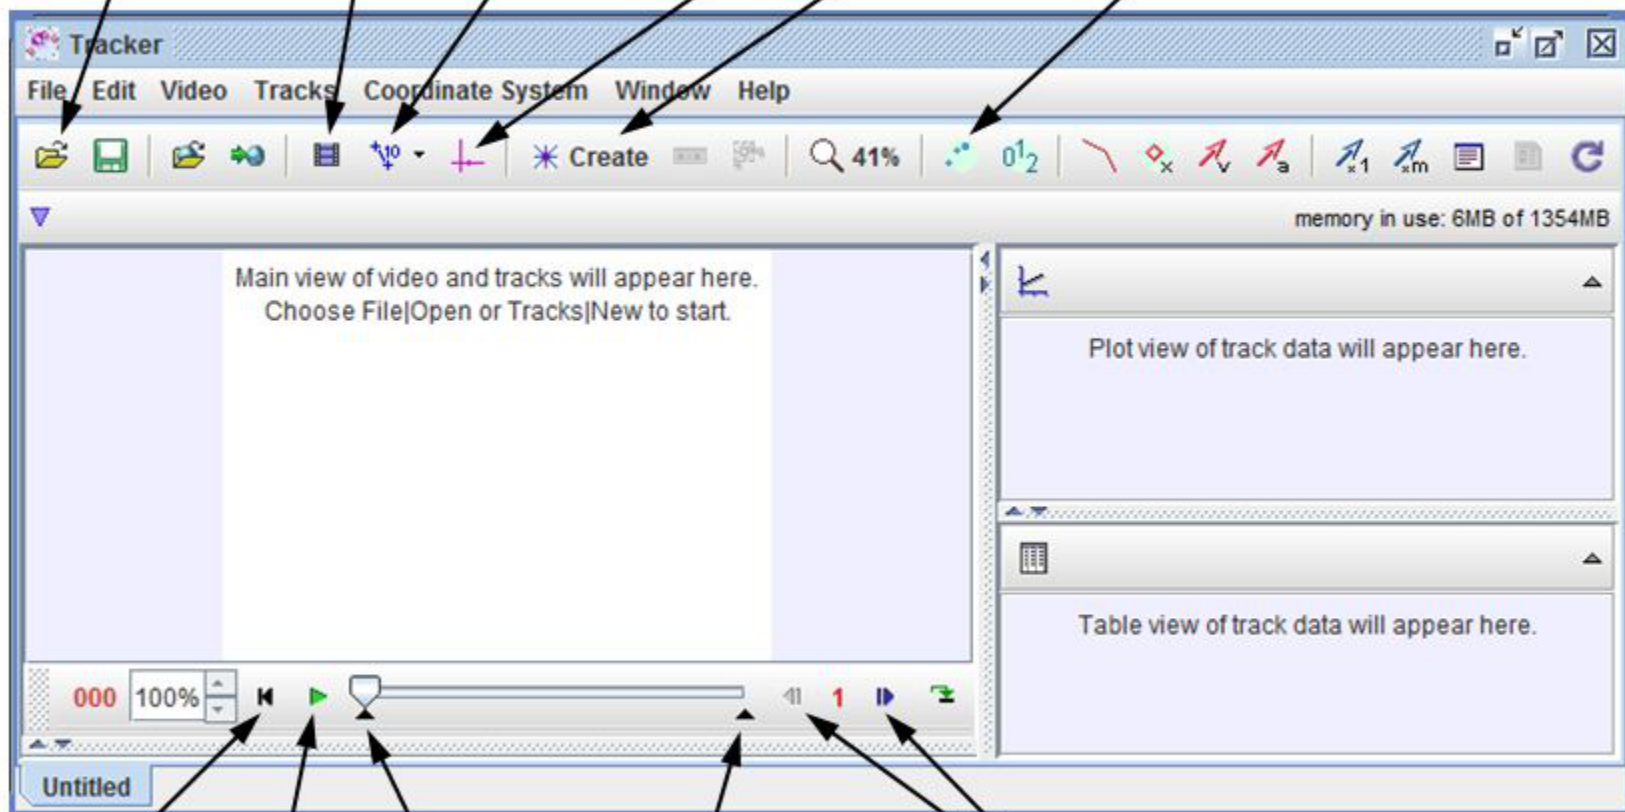 Tracker
File Edit Video Tracks Coordinate System Window Help
Create 41%
memory in use: 6MB of 1354MB
Main view of video and tracks will appear here.
Choose File|Open or Tracks|New to start.
Plot view of track data will appear here.
Table view of track data will appear here.
000 100% 1
Untitled